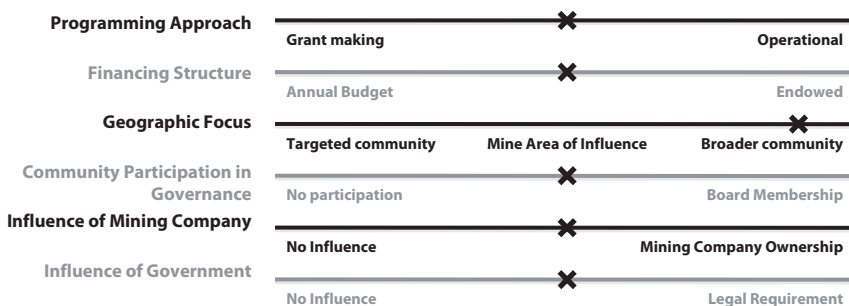 Programming Approach
Grant making Operational
Financing Structure
Annual Budget Endowed
Geographic Focus
Targeted community Mine Area of Influence Broader community
Community Participation in
Governance
No participation Board Membership
Influence of Mining Company
No Influence Mining Company Ownership
Influence of Government
No Influence Legal Requirement